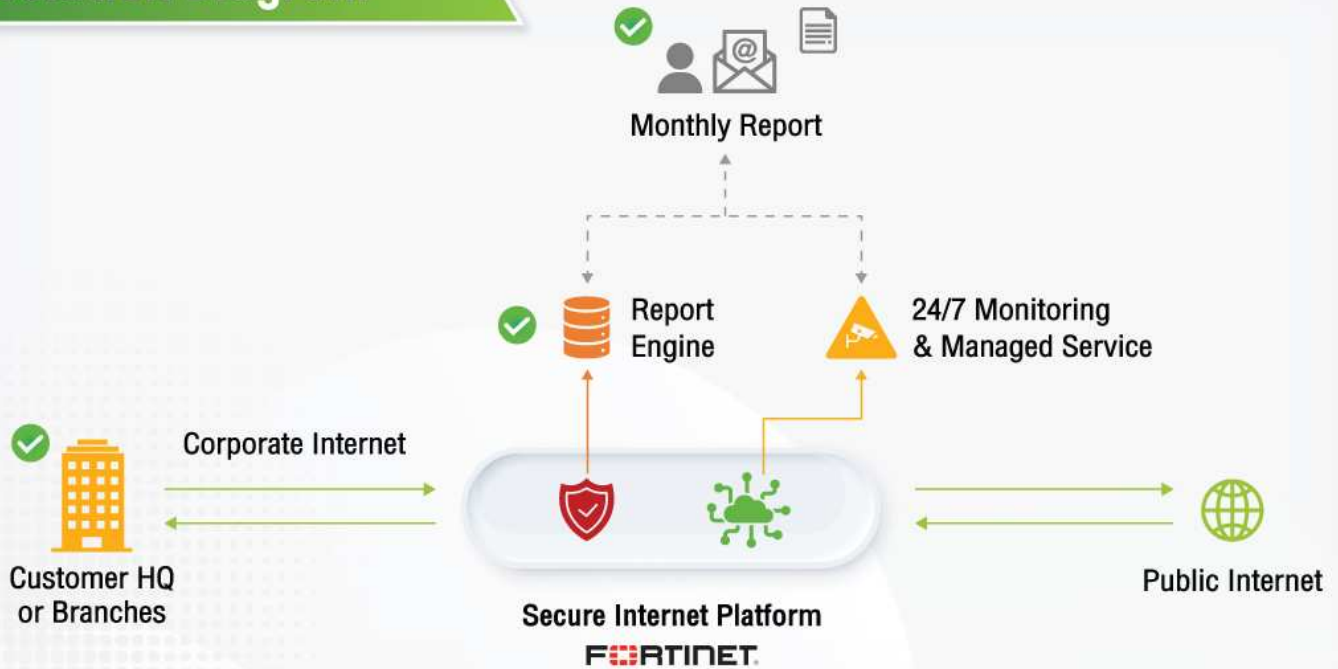 Monthly Report
Report
Engine
24/7 Monitoring
& Managed Service
Corporate Internet
Customer HQ
or Branches
Secure Internet Platform
FORTINET
Public Internet